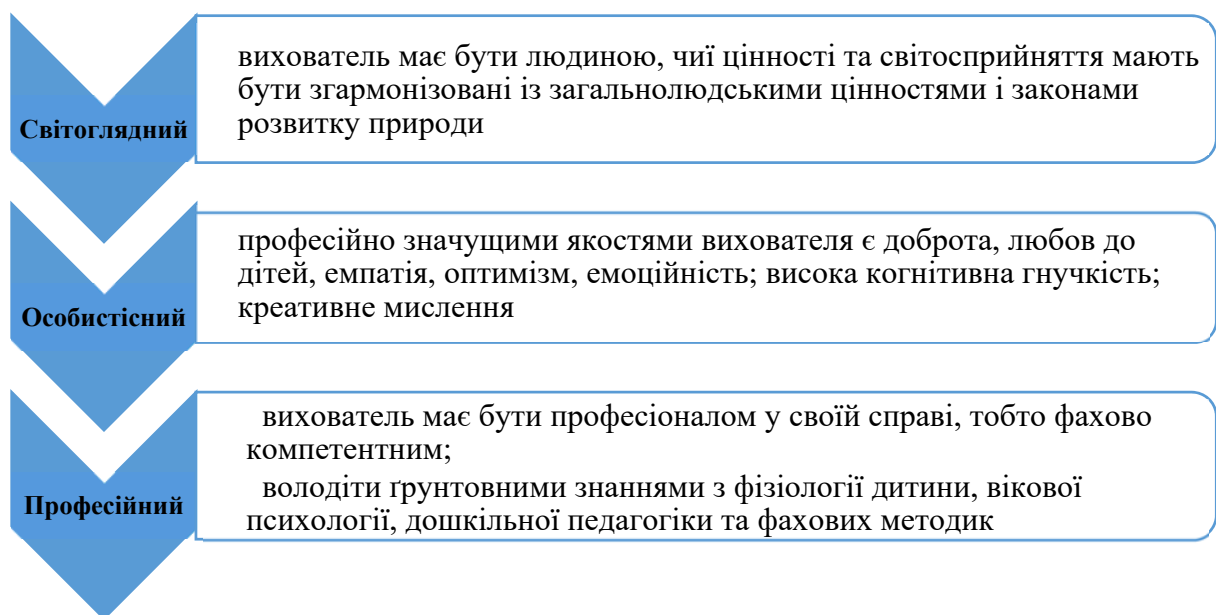 Світоглядний
вихователь має бути людиною, чиї цінності та світосприйняття мають
бути згармонізовані із загальнолюдськими цінностями і законами
розвитку природи
Особистісний
професійно значущими якостями вихователя є доброта, любов до
дітей, емпатія, оптимізм, емоційність; висока когнітивна гнучкість;
креативне мислення
Професійний
вихователь має бути професіоналом у своїй справі, тобто фахово
компетентним;
володіти ґрунтовними знаннями з фізіології дитини, вікової
психології, дошкільної педагогіки та фахових методик